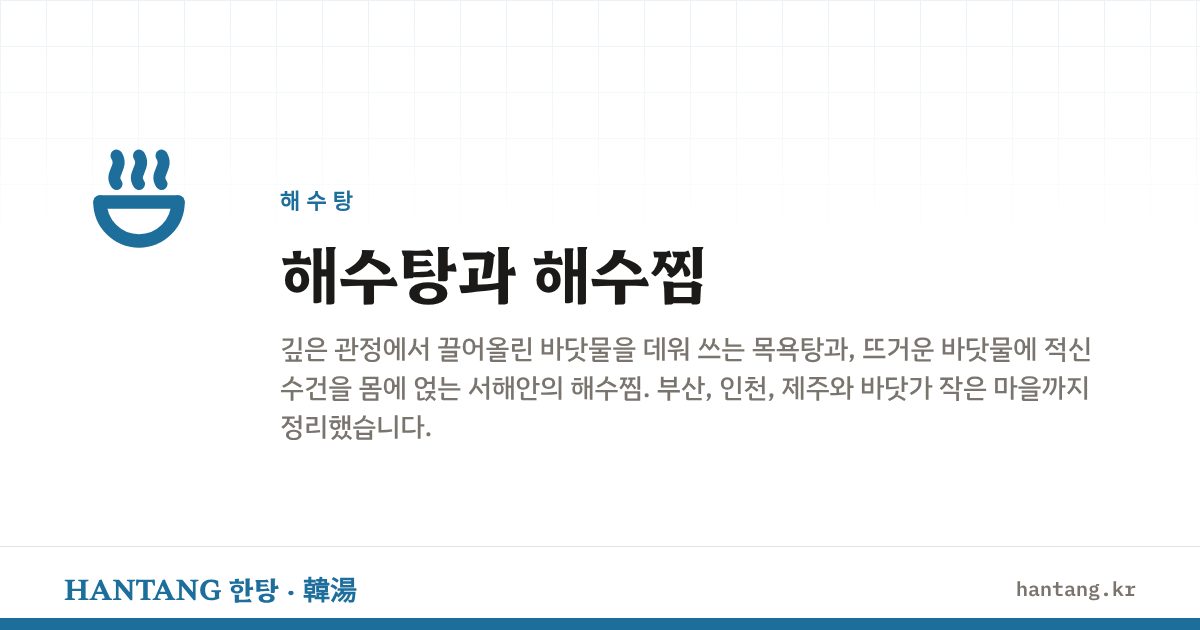 해수탕
해수탕과 해수찜
깊은 관정에서 끌어올린 바닷물을 데워 쓰는 목욕탕과, 뜨거운 바닷물에 적신
수건을 몸에 얹는 서해안의 해수찜. 부산, 인천, 제주와 바닷가 작은 마을까지
정리했습니다.
HANTANG 한탕 · 韓湯
hantang.kr